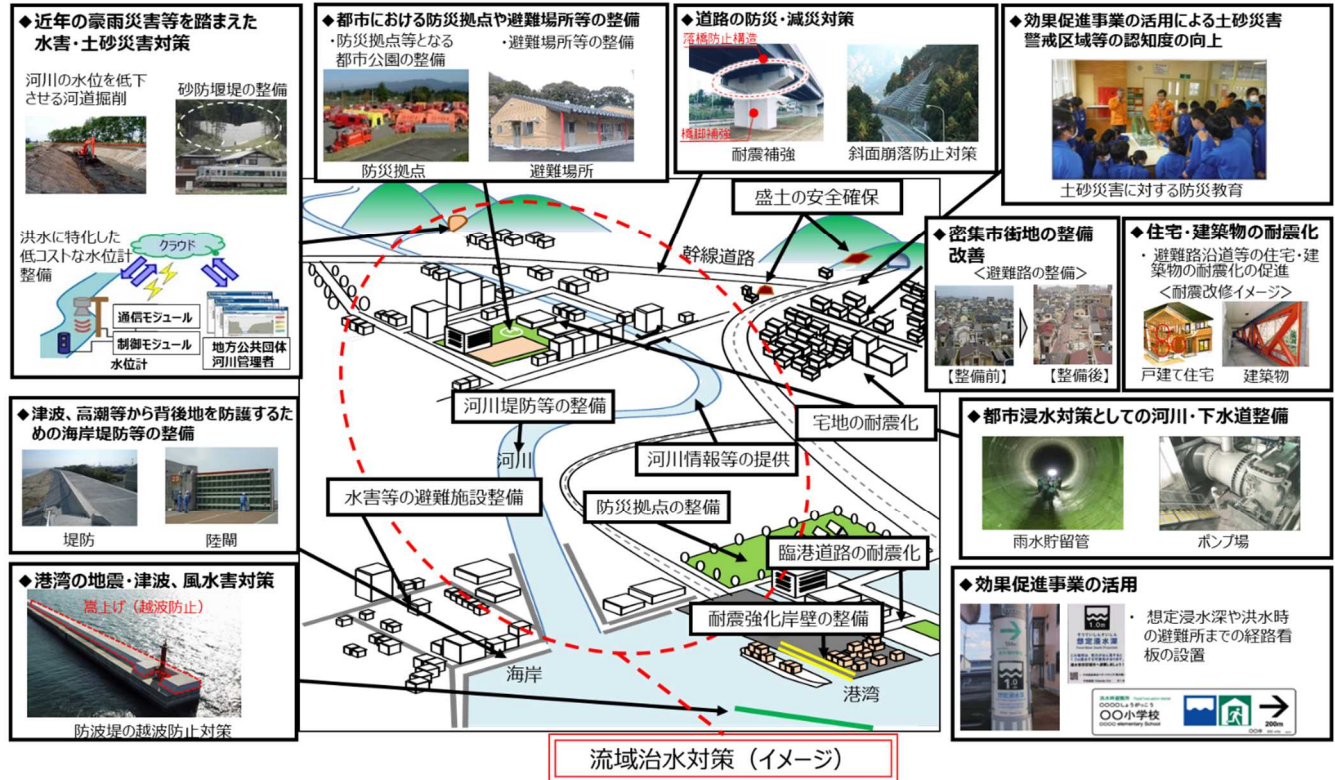 ◆近年の豪雨災害等を踏まえた
水害・土砂災害対策
河川の水位を低下
させる河道掘削
砂防堰堤の整備
洪水に特化した
低コストな水位計
整備
クラウド
通信モジュール
制御モジュール
水位計
地方公共団体
河川管理者
◆都市における防災拠点や避難場所等の整備
・防災拠点等となる
都市公園の整備
・避難場所等の整備
防災拠点
避難場所
◆道路の防災・減災対策
落橋防止構造
橋脚補強
耐震補強
斜面崩落防止対策
◆効果促進事業の活用による土砂災害
警戒区域等の認知度の向上
土砂災害に対する防災教育
盛土の安全確保
幹線道路
◆密集市街地の整備
改善
<避難路の整備>
【整備前】
【整備後】
◆住宅・建築物の耐震化
・ 避難路沿道等の住宅・建
築物の耐震化の促進
<耐震改修イメージ>
戸建て住宅
建築物
河川堤防等の整備
宅地の耐震化
河川
河川情報等の提供
◆津波、高潮等から背後地を防護するた
めの海岸堤防等の整備
堤防
陸閘
水害等の避難施設整備
防災拠点の整備
臨港道路の耐震化
耐震強化岸壁の整備
海岸
港湾
◆都市浸水対策としての河川・下水道整備
雨水貯留管
ポンプ場
◆港湾の地震・津波、風水害対策
嵩上げ(越波防止)
防波堤の越波防止対策
◆効果促進事業の活用
・ 想定浸水深や洪水時
の避難所までの経路看
板の設置
1.0m
想定浸水深
1.0
〇〇〇〇しょうがっこう
〇〇小学校
〇〇〇〇 elementary School
200m
流域治水対策(イメージ)